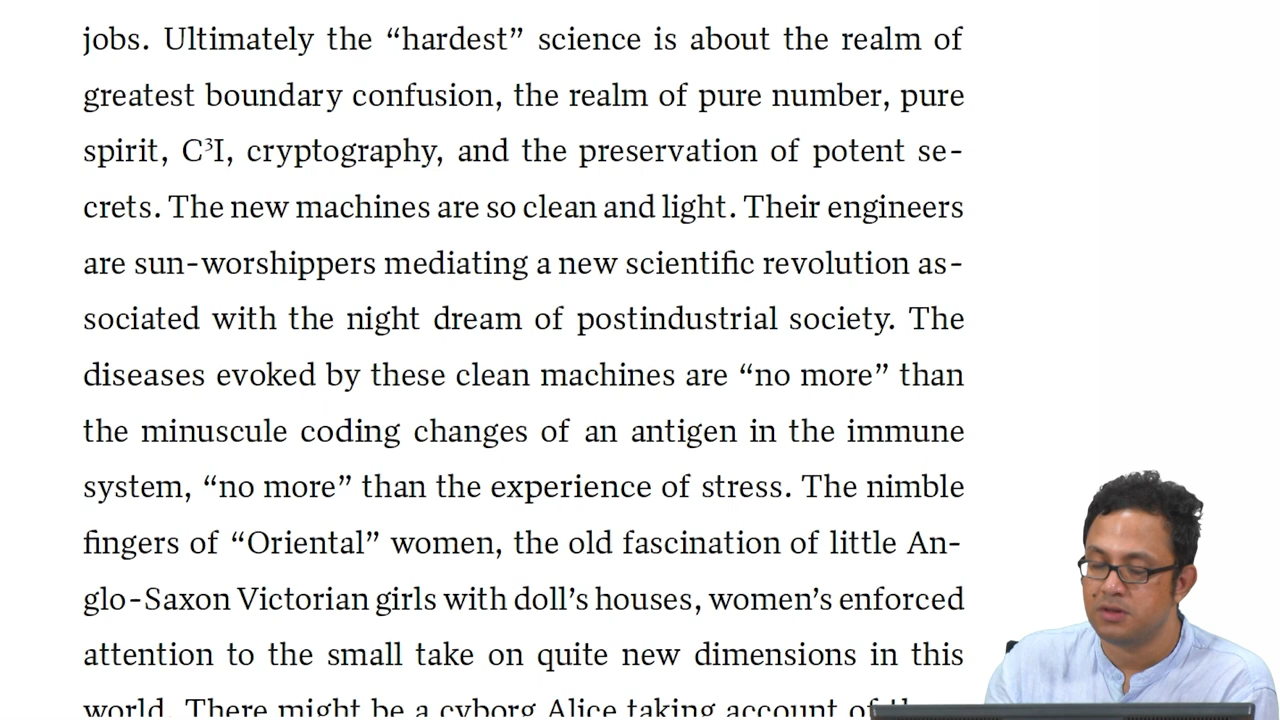 jobs. Ultimately the “hardest” science is about the realm of
greatest boundary confusion, the realm of pure number, pure
spirit, C³I, cryptography, and the preservation of potent se-
crets. The new machines are so clean and light. Their engineers
are sun-worshippers mediating a new scientific revolution as-
sociated with the night dream of postindustrial society. The
diseases evoked by these clean machines are “no more” than
the minuscule coding changes of an antigen in the immune
system, “no more” than the experience of stress. The nimble
fingers of “Oriental” women, the old fascination of little An-
glo-Saxon Victorian girls with doll’s houses, women’s enforced
attention to the small take on quite new dimensions in this
world. There might be a cyborg Alice taking account of